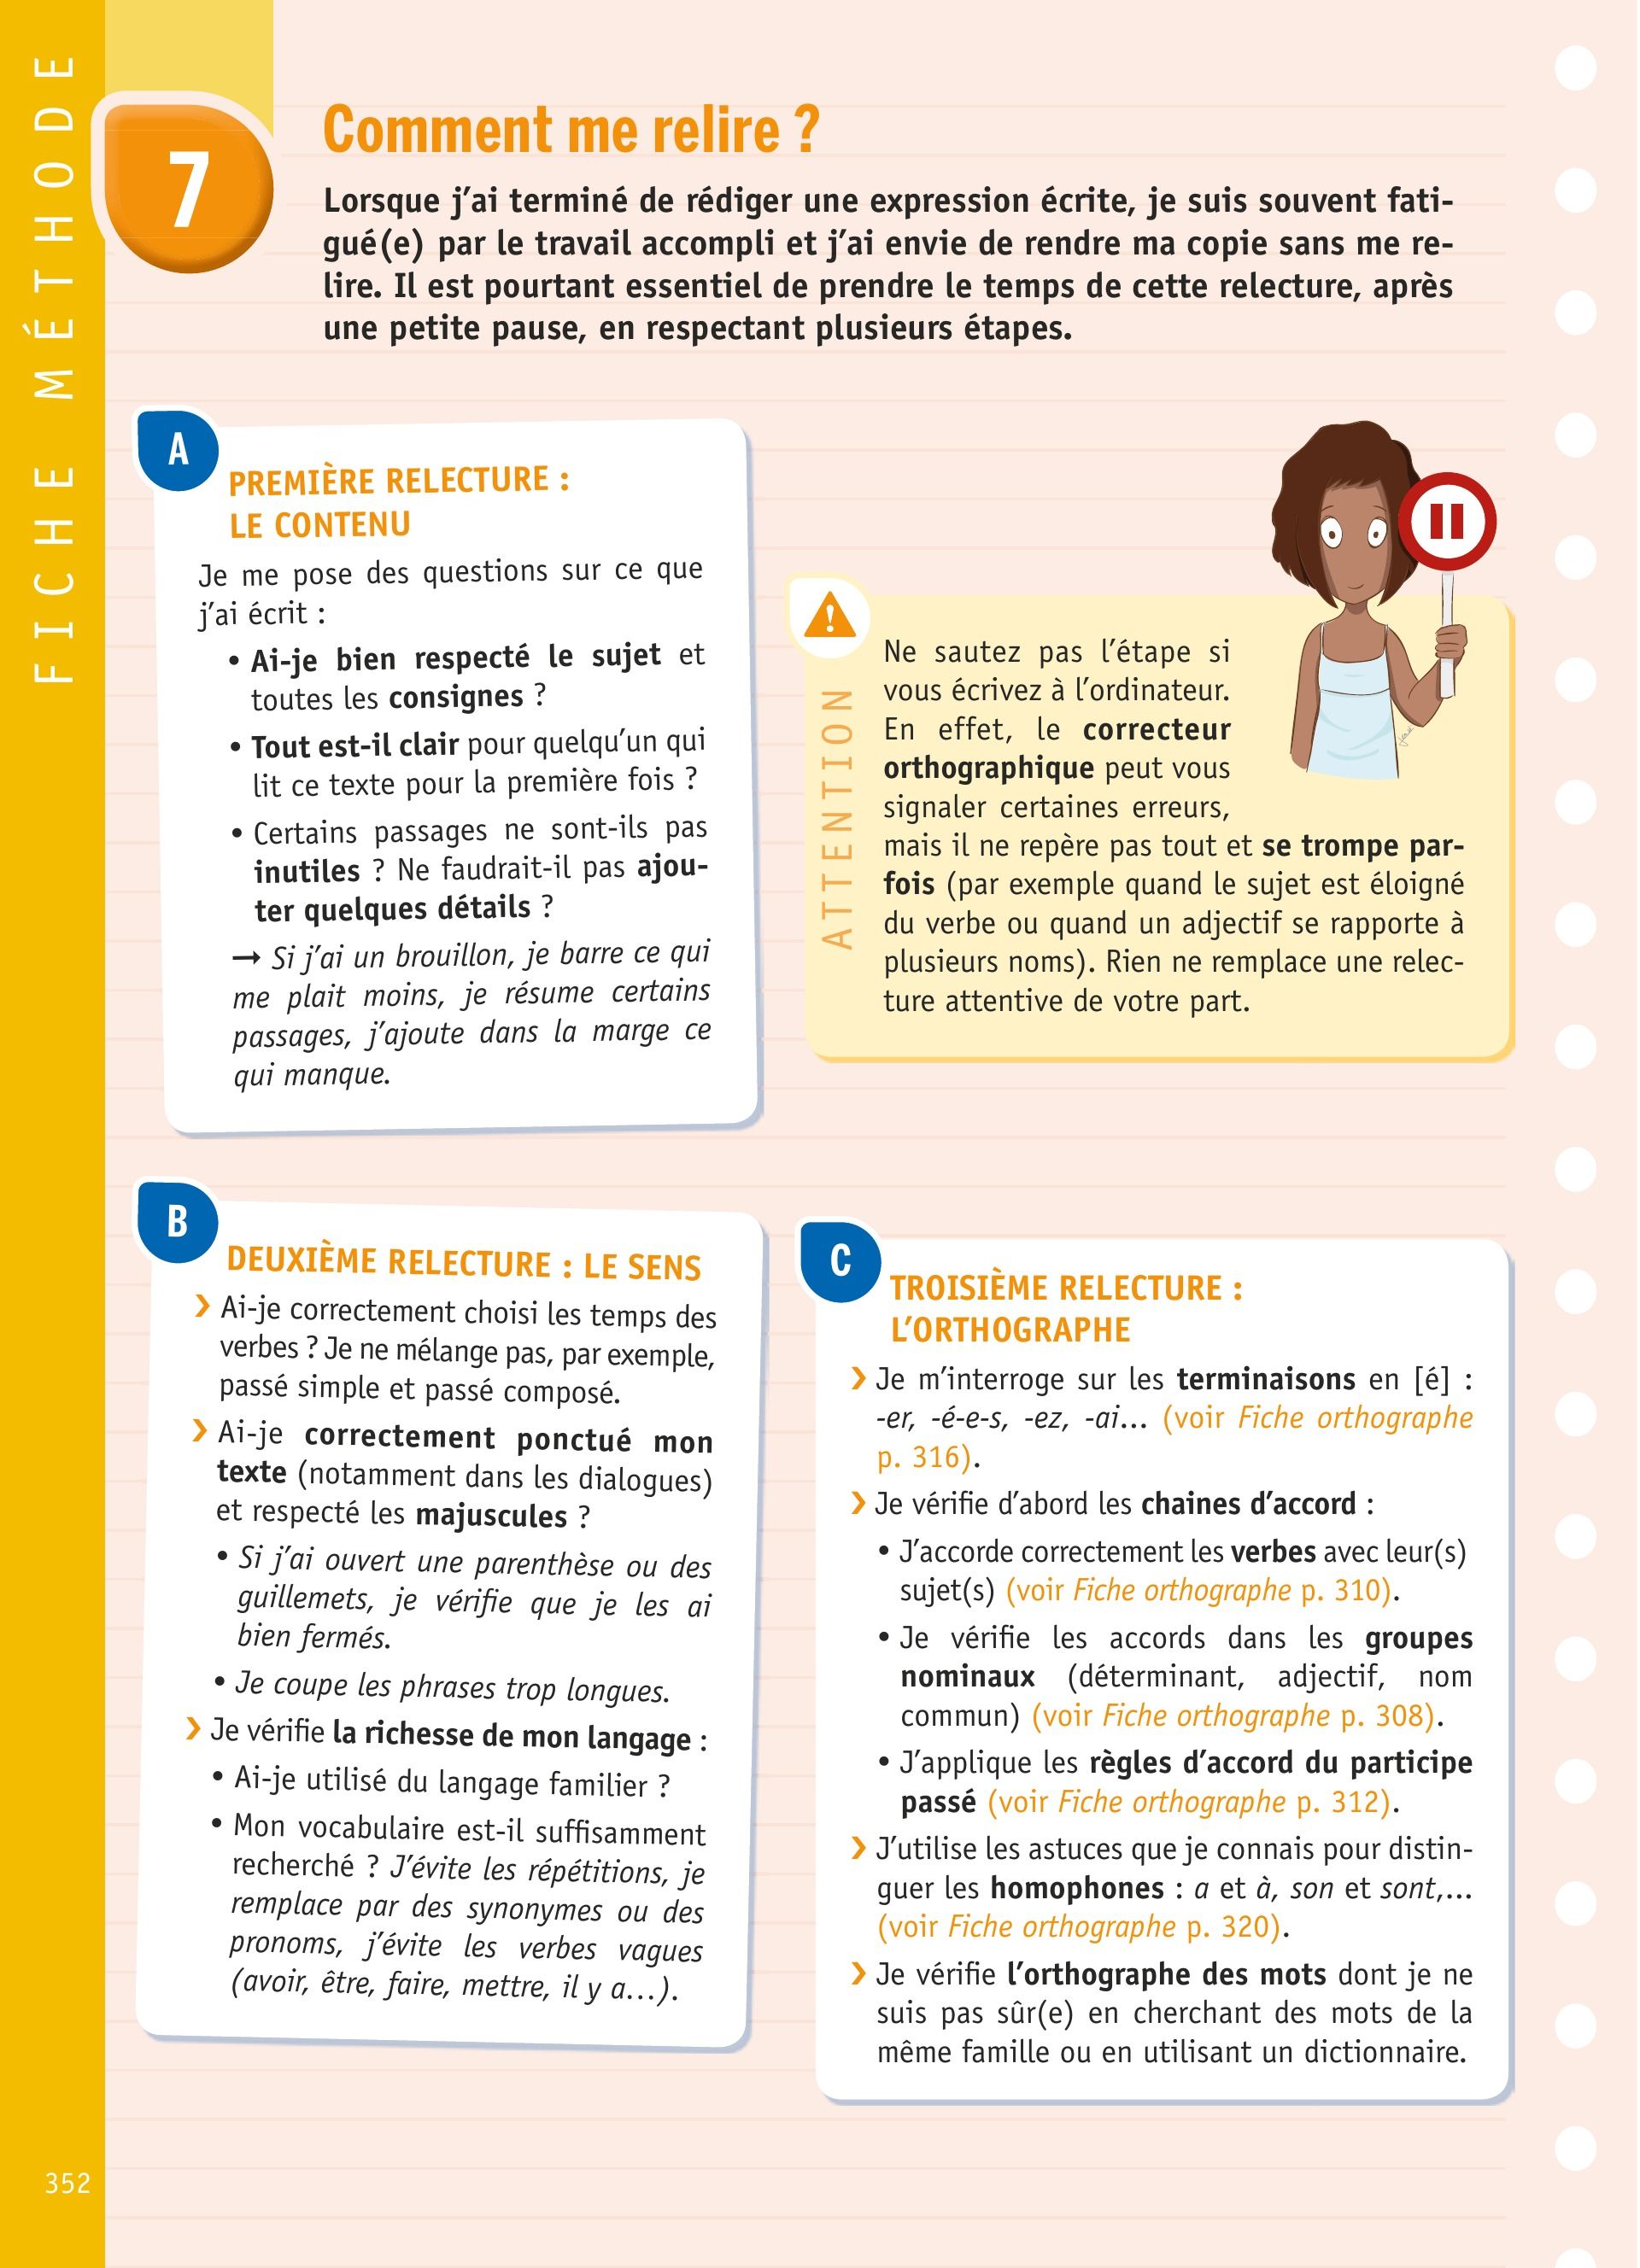 FICHE MÉTHODE
7
Comment me relire ?
Lorsque j'ai terminé de rédiger une expression écrite, je suis souvent fati-
gué(e) par le travail accompli et j'ai envie de rendre ma copie sans me re-
lire. Il est pourtant essentiel de prendre le temps de cette relecture, après
une petite pause, en respectant plusieurs étapes.
A
PREMIÈRE RELECTURE :
LE CONTENU
Je me pose des questions sur ce que
j'ai écrit :
• Ai-je bien respecté le sujet et
toutes les consignes ?
• Tout est-il clair pour quelqu'un qui
lit ce texte pour la première fois ?
• Certains passages ne sont-ils pas
inutiles ? Ne faudrait-il pas ajou-
ter quelques détails ?
→ Si j'ai un brouillon, je barre ce qui
me plait moins, je résume certains
passages, j'ajoute dans la marge ce
qui manque.
ATTENTION
Ne sautez pas l'étape si
vous écrivez à l'ordinateur.
En effet, le correcteur
orthographique peut vous
signaler certaines erreurs,
mais il ne repère pas tout et se trompe par-
fois (par exemple quand le sujet est éloigné
du verbe ou quand un adjectif se rapporte à
plusieurs noms). Rien ne remplace une relec-
ture attentive de votre part.
B
DEUXIÈME RELECTURE : LE SENS
› Ai-je correctement choisi les temps des
verbes ? Je ne mélange pas, par exemple,
passé simple et passé composé.
› Ai-je correctement ponctué mon
texte (notamment dans les dialogues)
et respecté les majuscules ?
• Si j'ai ouvert une parenthèse ou des
guillemets, je vérifie que je les ai
bien fermés.
• Je coupe les phrases trop longues.
› Je vérifie la richesse de mon langage :
• Ai-je utilisé du langage familier ?
• Mon vocabulaire est-il suffisamment
recherché ? J'évite les répétitions, je
remplace par des synonymes ou des
pronoms, j'évite les verbes vagues
(avoir, être, faire, mettre, il y a...).
C
TROISIÈME RELECTURE :
L'ORTHOGRAPHE
› Je m'interroge sur les terminaisons en [é] :
-er, -é-e-s, -ez, -ai... (voir Fiche orthographe
p. 316).
› Je vérifie d'abord les chaines d'accord :
• J'accorde correctement les verbes avec leur(s)
sujet(s) (voir Fiche orthographe p. 310).
• Je vérifie les accords dans les groupes
nominaux (déterminant, adjectif, nom
commun) (voir Fiche orthographe p. 308).
• J'applique les règles d'accord du participe
passé (voir Fiche orthographe p. 312).
› J'utilise les astuces que je connais pour distin-
guer les homophones : a et à, son et sont,...
(voir Fiche orthographe p. 320).
› Je vérifie l'orthographe des mots dont je ne
suis pas sûr(e) en cherchant des mots de la
même famille ou en utilisant un dictionnaire.
352